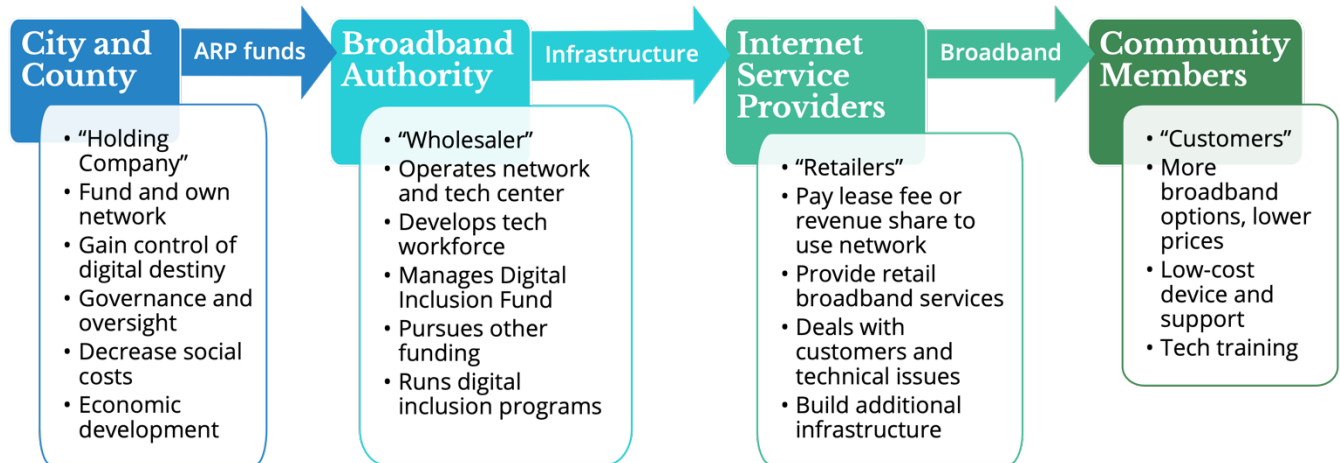 City and
County
ARP funds
• “Holding
Company”
• Fund and own
network
• Gain control of
digital destiny
• Governance and
oversight
• Decrease social
costs
• Economic
development
Broadband
Authority
Infrastructure
• “Wholesaler”
• Operates network
and tech center
• Develops tech
workforce
• Manages Digital
Inclusion Fund
• Pursues other
funding
• Runs digital
inclusion programs
Internet
Service
Providers
Broadband
• “Retailers”
• Pay lease fee or
revenue share to
use network
• Provide retail
broadband services
• Deals with
customers and
technical issues
• Build additional
infrastructure
Community
Members
• “Customers”
• More
broadband
options, lower
prices
• Low-cost
device and
support
• Tech training